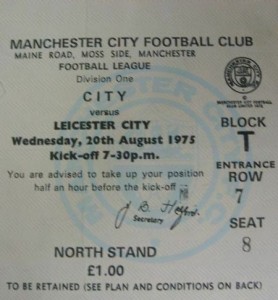 MANCHESTER CITY FOOTBALL CLUB
MAINE ROAD, MOSS SIDE, MANCHESTER
FOOTBALL LEAGUE
Division One
CITY
versus
LEICESTER CITY
Wednesday, 20th August 1975
Kick-off 7-30p.m.
You are advised to take up your position
half an hour before the kick-off
Secretary
NORTH STAND
£1.00
TO BE RETAINED (SEE PLAN AND CONDITIONS ON BACK)
BLOCK
T
ENTRANCE
ROW
7
SEAT
8